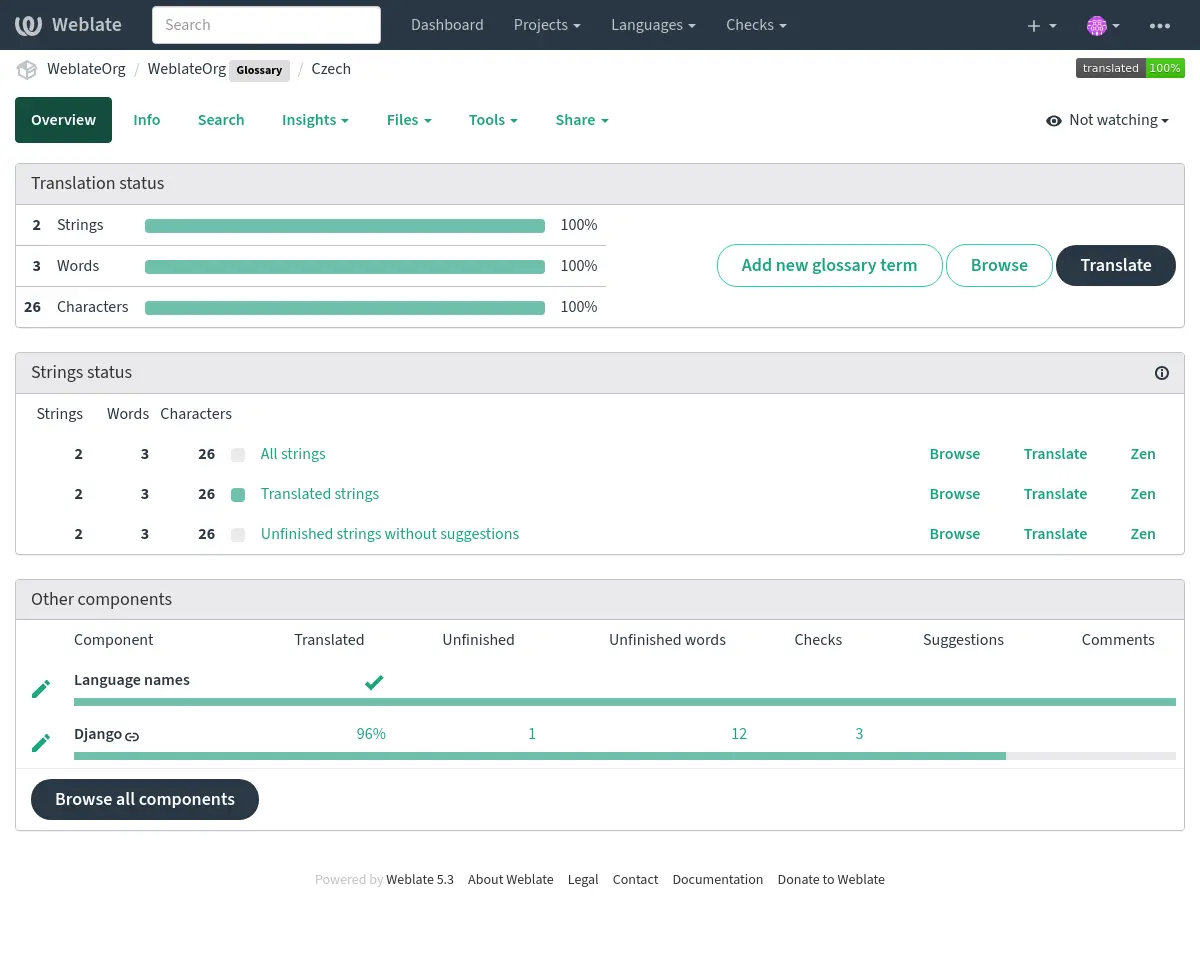 Weblate Search Dashboard Projects Languages Checks
WeblateOrg / WeblateOrg Glossary / Czech translated 100%
Overview Info Search Insights Files Tools Share Not watching
Translation status
2 Strings 100%
3 Words 100%
26 Characters 100%
Add new glossary term Browse Translate
Strings status
Strings Words Characters
2 3 26 All strings Browse Translate Zen
2 3 26 Translated strings Browse Translate Zen
2 3 26 Unfinished strings without suggestions Browse Translate Zen
Other components
Component Translated Unfinished Unfinished words Checks Suggestions Comments
Language names
Django 96% 1 12 3
Browse all components
Powered by Weblate 5.3 About Weblate Legal Contact Documentation Donate to Weblate